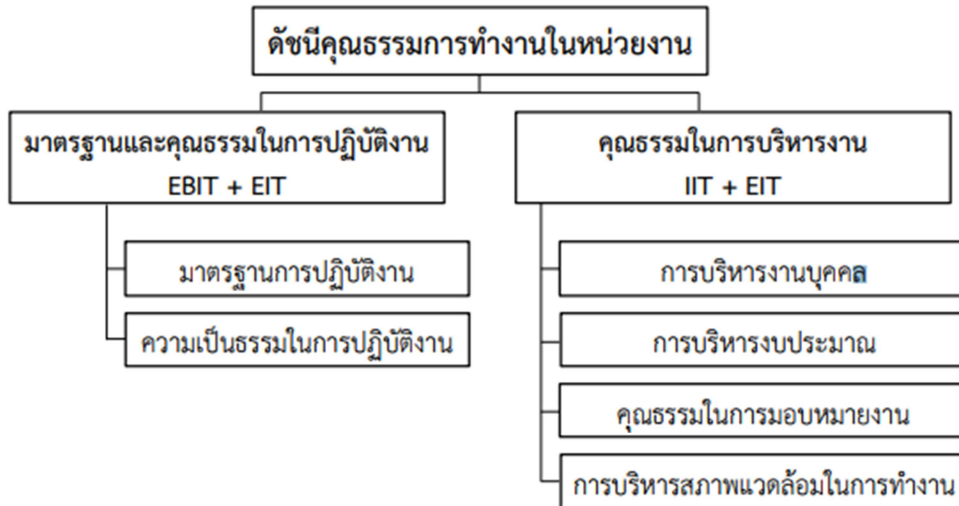 ดัชนีคุณธรรมการทำงานในหน่วยงาน
มาตรฐานและคุณธรรมในการปฏิบัติงาน
EBIT + EIT
มาตรฐานการปฏิบัติงาน
ความเป็นธรรมในการปฏิบัติงาน
คุณธรรมในการบริหารงาน
IIT + EIT
การบริหารงานบุคคล
การบริหารงบประมาณ
คุณธรรมในการมอบหมายงาน
การบริหารสภาพแวดล้อมในการทำงาน